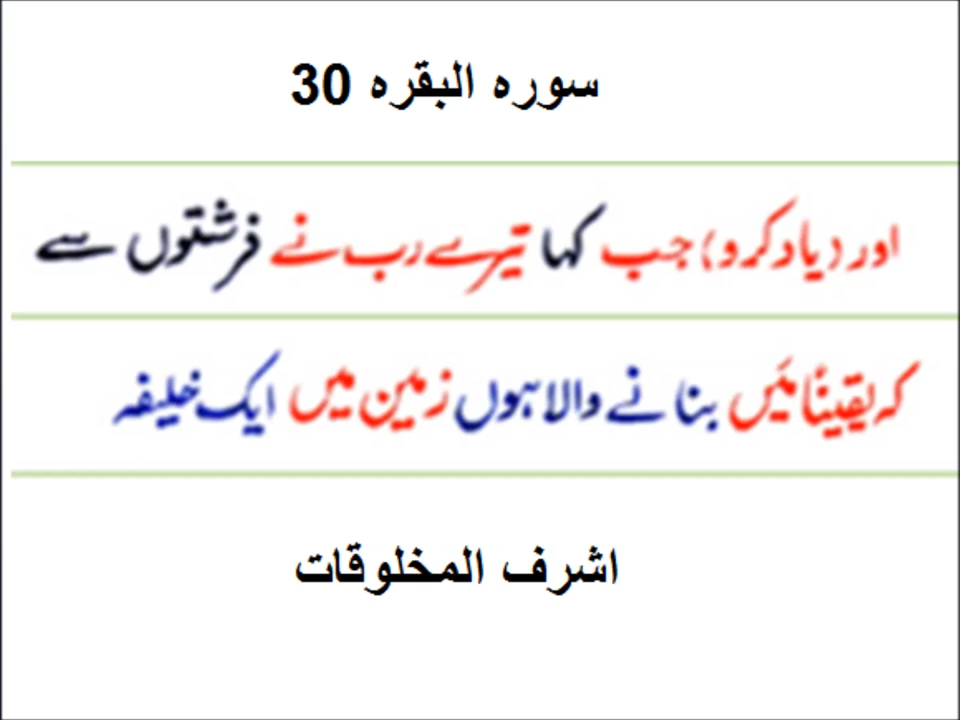 سورہ البقرہ 30
اور (یاد کرو) جب کہا تیرے رب نے فرشتوں سے
کہ یقیناً مَیں بنانے والا ہوں زمین میں ایک خلیفہ
اشرف المخلوقات